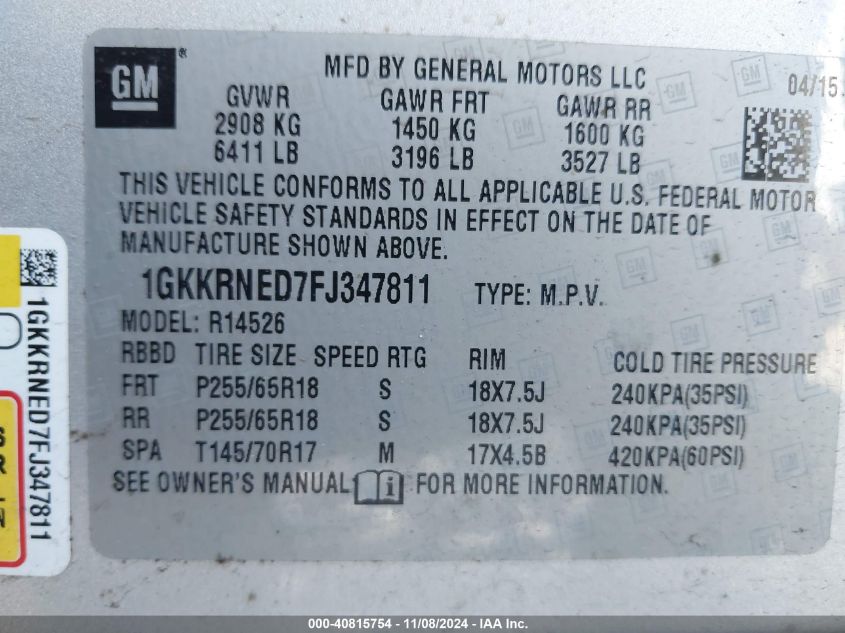 GM ®
MFD BY GENERAL MOTORS LLC
04/15
GVWR GAWR FRT GAWR RR
2908 KG 1450 KG 1600 KG
6411 LB 3196 LB 3527 LB
THIS VEHICLE CONFORMS TO ALL APPLICABLE U.S. FEDERAL MOTOR
VEHICLE SAFETY STANDARDS IN EFFECT ON THE DATE OF
MANUFACTURE SHOWN ABOVE.
1GKKRNED7FJ347811 TYPE: M.P.V.
MODEL: R14526
RBBD TIRE SIZE SPEED RTG RIM COLD TIRE PRESSURE
FRT P255/65R18 S 18X7.5J 240KPA(35PSI)
RR P255/65R18 S 18X7.5J 240KPA(35PSI)
SPA T145/70R17 M 17X4.5B 420KPA(60PSI)
SEE OWNER'S MANUAL i FOR MORE INFORMATION.
1GKKRNED7FJ347811
000-40815754 - 11/08/2024 - IAA Inc.